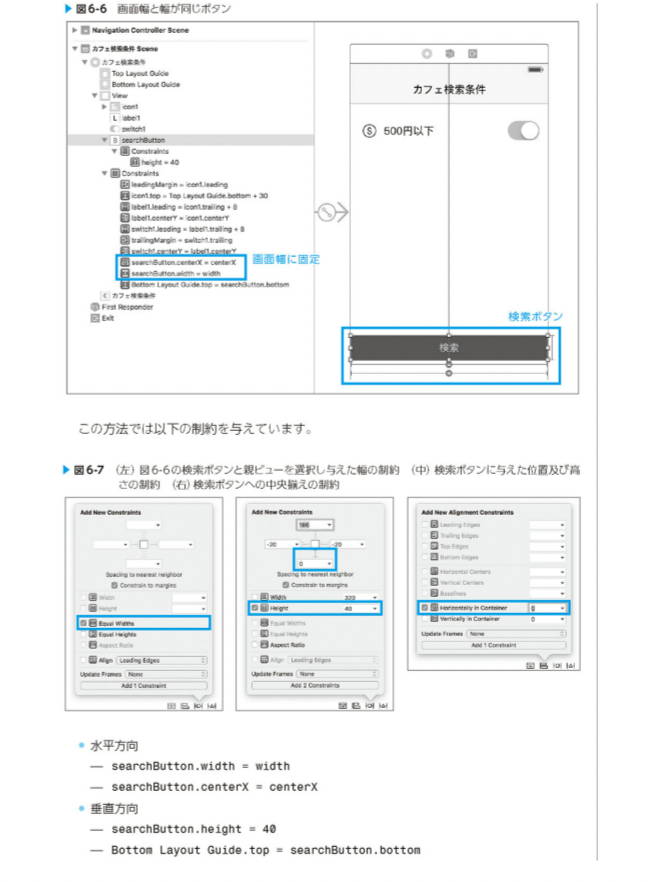 図6-6 画面幅と幅が同じボタン
Navigation Controller Scene
カフェ検索条件 Scene
カフェ検索条件
Top Layout Guide
Bottom Layout Guide
View
icon1
L label1
switch1
B searchButton
Constraints
height = 40
Constraints
leadingMargin = icon1.leading
icon1.top = Top Layout Guide.bottom + 30
label1.leading = icon1.trailing + 8
label1.centerY = icon1.centerY
switch1.leading = label1.trailing + 8
trailingMargin = switch1.trailing
switch1.centerY = label1.centerY
searchButton.centerX = centerX
searchButton.width = width
Bottom Layout Guide.top = searchButton.bottom
カフェ検索条件
First Responder
Exit
画面幅に固定
カフェ検索条件
500円以下
検索ボタン
検索
この方法では以下の制約を与えています。
図6-7 (左) 図6-6の検索ボタンと親ビューを選択し与えた幅の制約 (中) 検索ボタンに与えた位置及び高
さの制約 (右) 検索ボタンへの中央揃えの制約
Add New Constraints
Spacing to nearest neighbor
Constrain to margins
Width
Height
Equal Widths
Equal Heights
Aspect Ratio
Align Leading Edges
Update Frames None
Add 1 Constraint
Add New Constraints
-20 -20
0
Spacing to nearest neighbor
Constrain to margins
Width 320
Height 40
Equal Widths
Equal Heights
Aspect Ratio
Align Leading Edges
Update Frames None
Add 2 Constraints
Add New Alignment Constraints
Leading Edges
Trailing Edges
Top Edges
Bottom Edges
Horizontal Centers
Vertical Centers
Baselines
Horizontally in Container 0
Vertically in Container 0
Update Frames None
Add 1 Constraint
• 水平方向
— searchButton.width = width
— searchButton.centerX = centerX
• 垂直方向
— searchButton.height = 40
— Bottom Layout Guide.top = searchButton.bottom